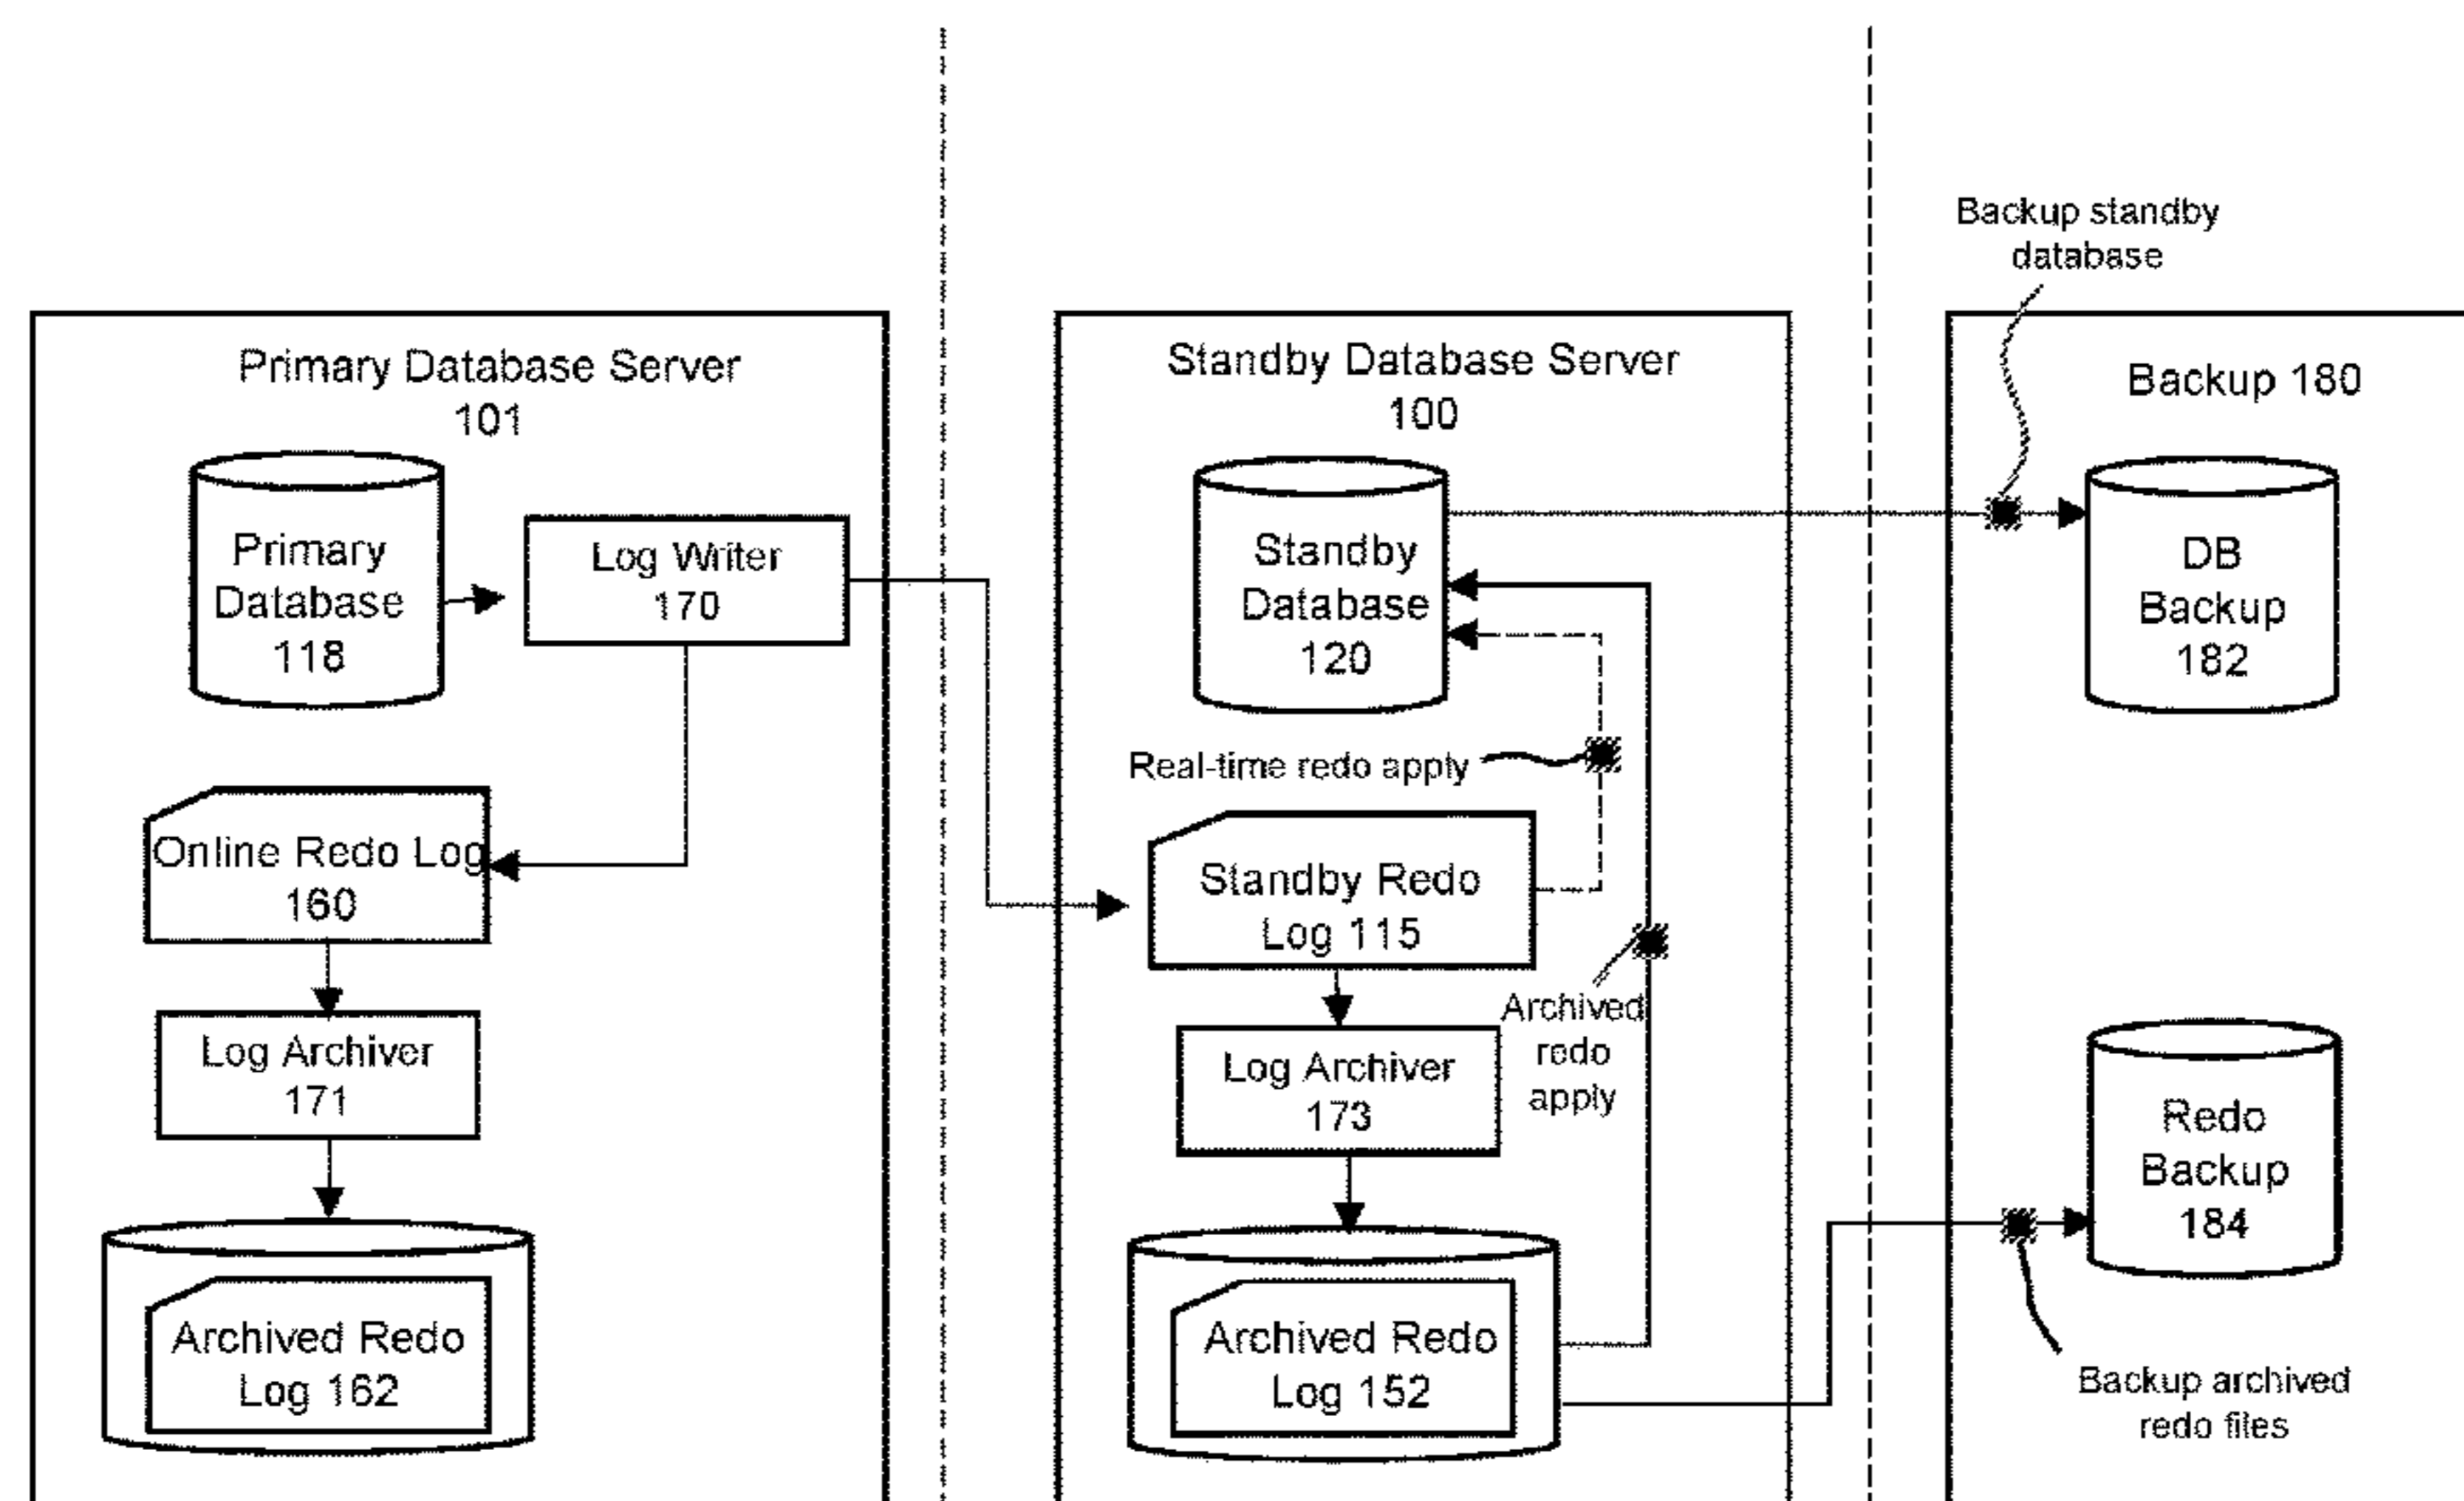 Primary Database Server
101
Primary
Database
118
Log Writer
170
Online Redo Log
160
Log Archiver
171
Archived Redo
Log 162
Standby Database Server
100
Standby
Database
120
Real-time redo apply
Standby Redo
Log 115
Archived
redo
apply
Log Archiver
173
Archived Redo
Log 152
Backup standby
database
Backup 180
DB
Backup
182
Redo
Backup
184
Backup archived
redo files